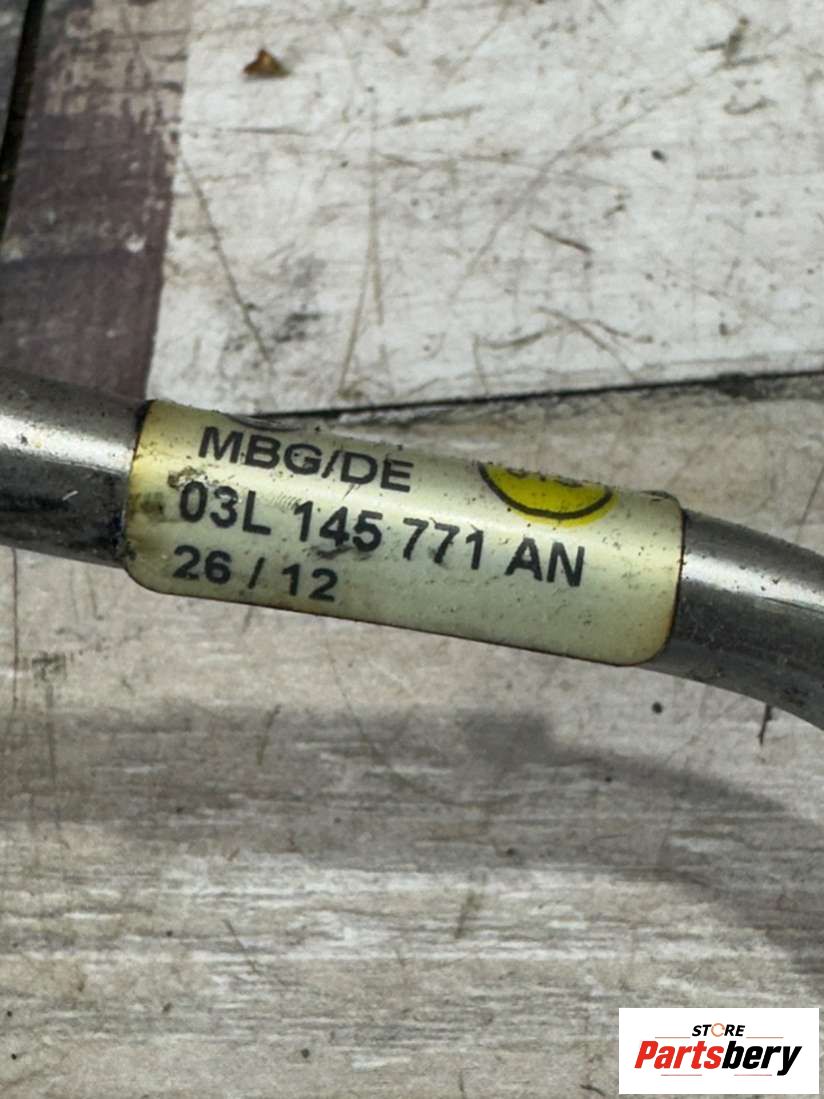 MBG/DE
03L 145 771 AN
26 / 12
STORE
Partsbery